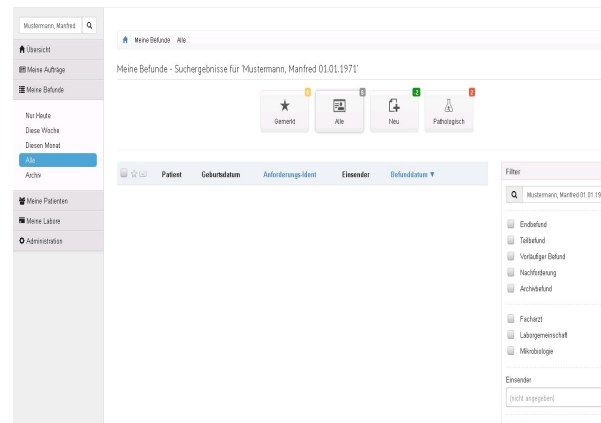 Mustermann, Manfred
Übersicht
Meine Aufträge
Meine Befunde
Nur Heute
Diese Woche
Diesen Monat
Alle
Archiv
Meine Patienten
Meine Labore
Administration
Meine Befunde Alle
Meine Befunde - Suchergebnisse für 'Mustermann, Manfred 01.01.1971'
Gemerkt
Alle
Neu -2
Pathologisch 2
Patient Geburtsdatum Anforderungs-Ident Einsender Befunddatum ▼
Filter
Mustermann, Manfred 01.01.19
Endbefund
Teilbefund
Vorläufiger Befund
Nachforderung
Archivbefund
Facharzt
Laborgemeinschaft
Mikrobiologie
Einsender
(nicht angegeben)